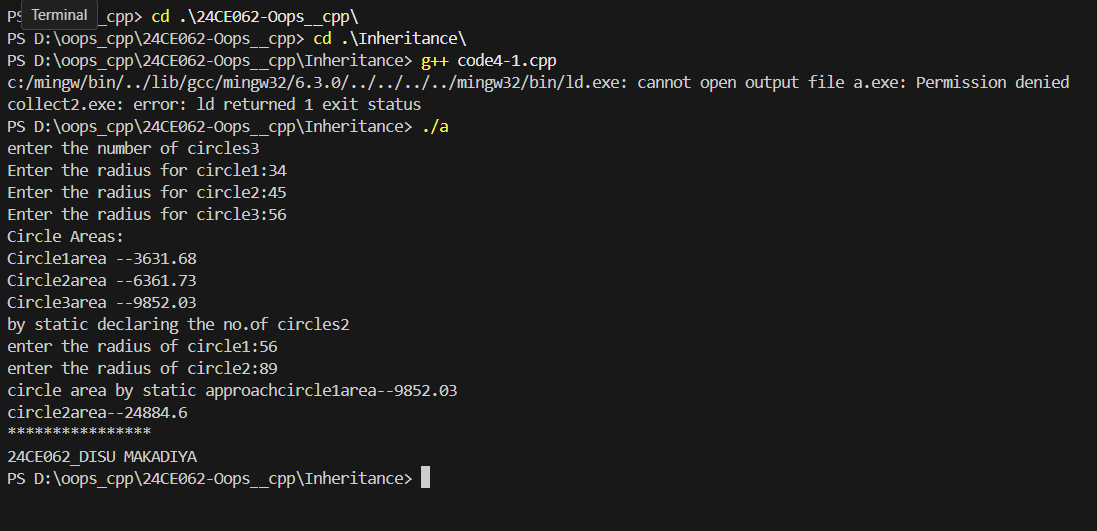 PS Terminal _cpp> cd .\24CE062-Oops__cpp\
PS D:\oops_cpp\24CE062-Oops__cpp> cd .\Inheritance\
PS D:\oops_cpp\24CE062-Oops__cpp\Inheritance> g++ code4-1.cpp
c:/mingw/bin/../lib/gcc/mingw32/6.3.0/../../../../mingw32/bin/ld.exe: cannot open output file a.exe: Permission denied
collect2.exe: error: ld returned 1 exit status
PS D:\oops_cpp\24CE062-Oops__cpp\Inheritance> ./a
enter the number of circles3
Enter the radius for circle1:34
Enter the radius for circle2:45
Enter the radius for circle3:56
Circle Areas:
Circle1area --3631.68
Circle2area --6361.73
Circle3area --9852.03
by static declaring the no.of circles2
enter the radius of circle1:56
enter the radius of circle2:89
circle area by static approachcircle1area--9852.03
circle2area--24884.6
****************
24CE062_DISU MAKADIYA
PS D:\oops_cpp\24CE062-Oops__cpp\Inheritance>